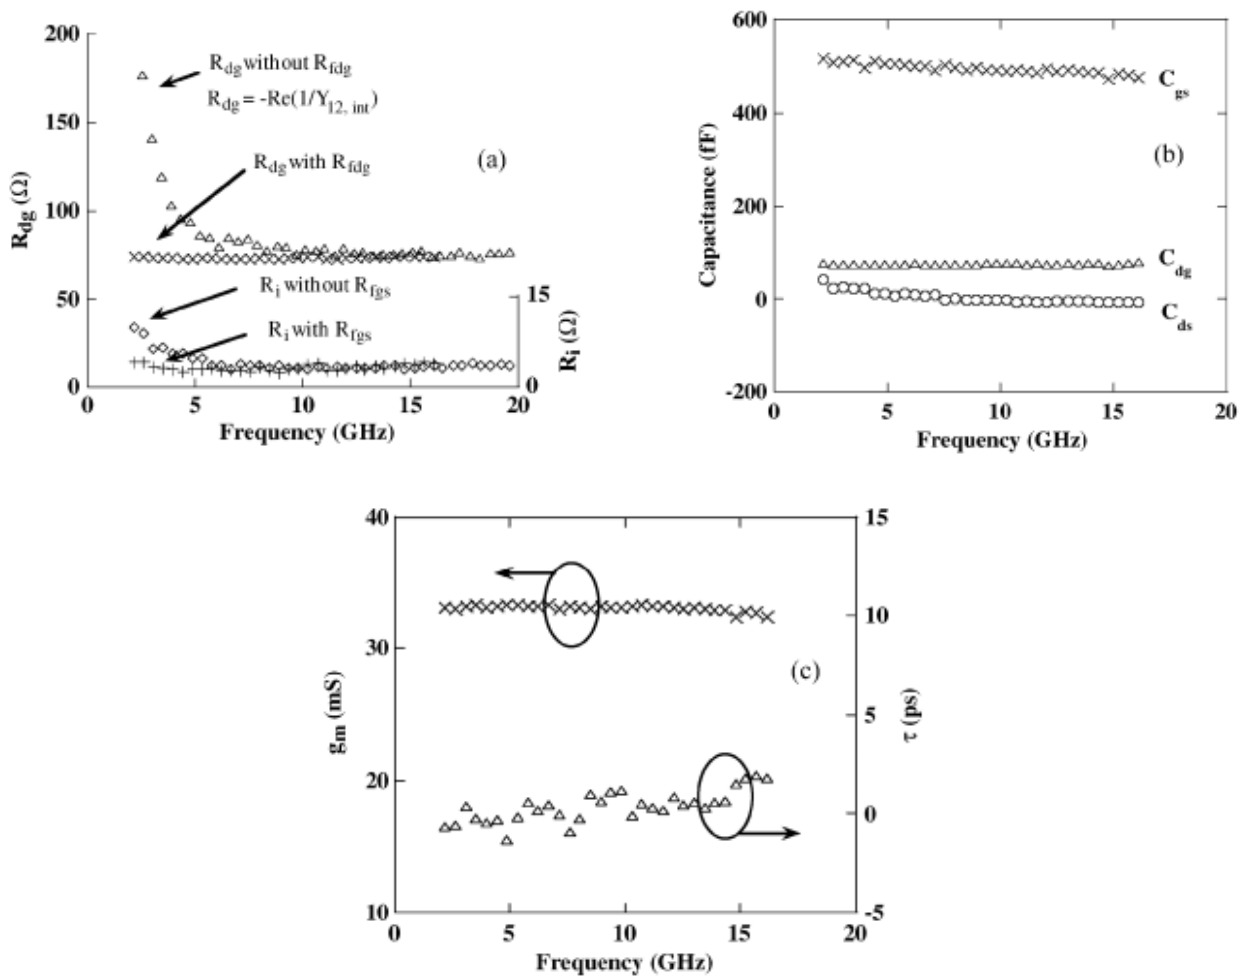 200
150
100
50
0
R_dg (Ω)
R_dg without R_fdg
R_dg = -Re(1/Y_12, int)
R_dg with R_fdg
(a)
R_i without R_fgs
R_i with R_fgs
15
0
R_i (Ω)
0 5 10 15 20
Frequency (GHz)
600
400
200
0
-200
Capacitance (fF)
C_gs
(b)
C_dg
C_ds
0 5 10 15 20
Frequency (GHz)
40
30
20
10
g_m (mS)
15
10
5
0
-5
τ (ps)
(c)
0 5 10 15 20
Frequency (GHz)